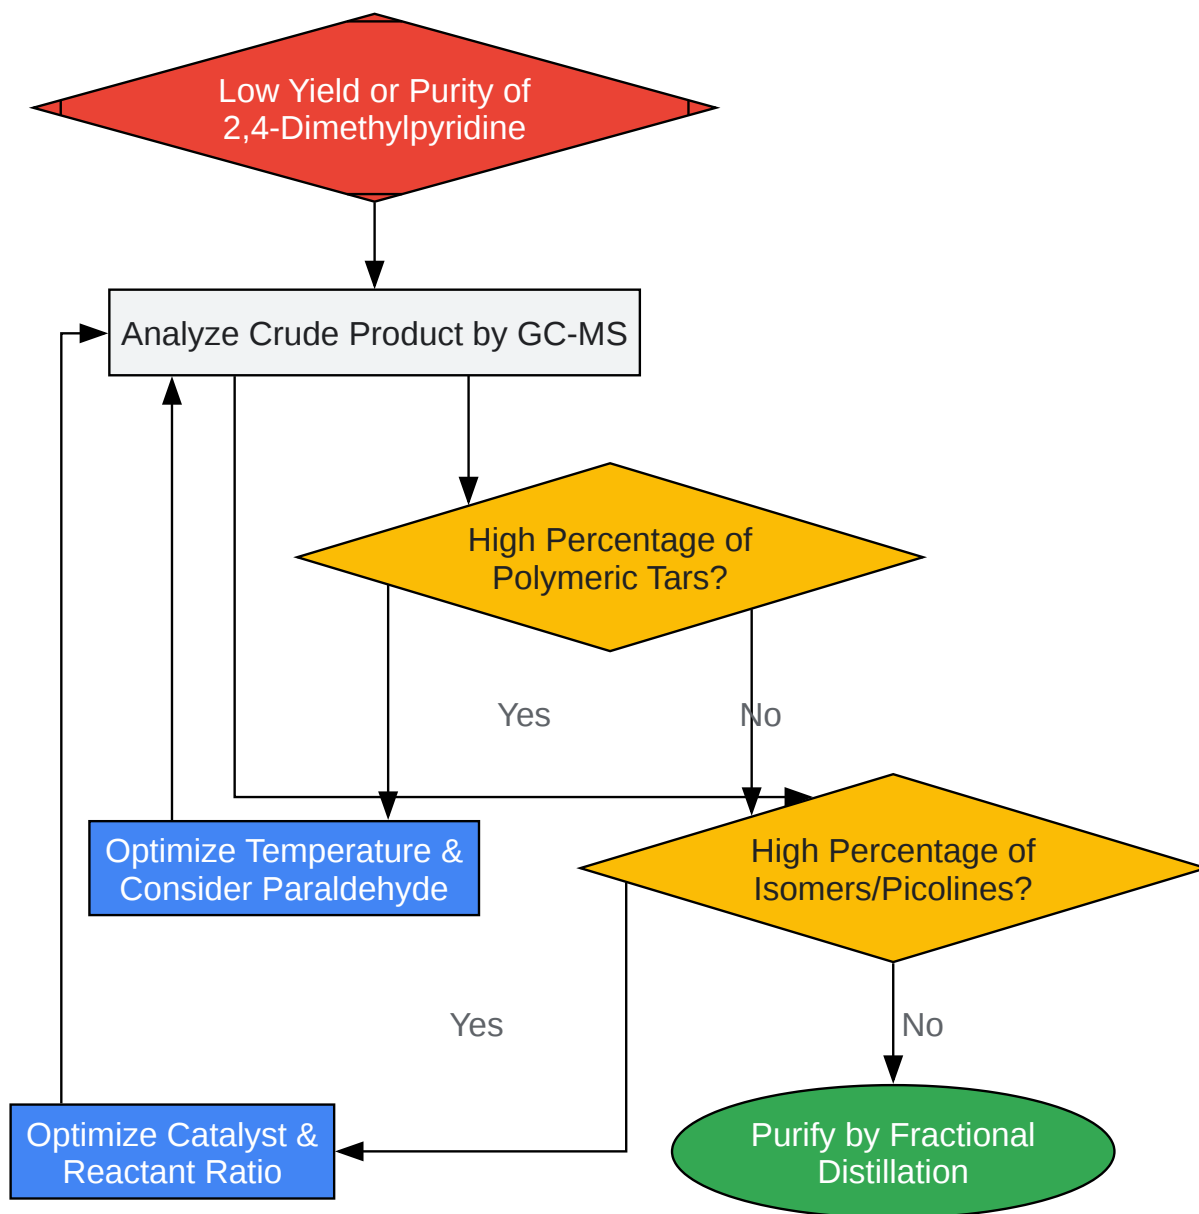 Low Yield or Purity of
2,4-Dimethylpyridine
Analyze Crude Product by GC-MS
High Percentage of
Polymeric Tars?
Yes
No
Optimize Temperature &
Consider Paraldehyde
High Percentage of
Isomers/Picolines?
Yes
No
Optimize Catalyst &
Reactant Ratio
Purify by Fractional
Distillation